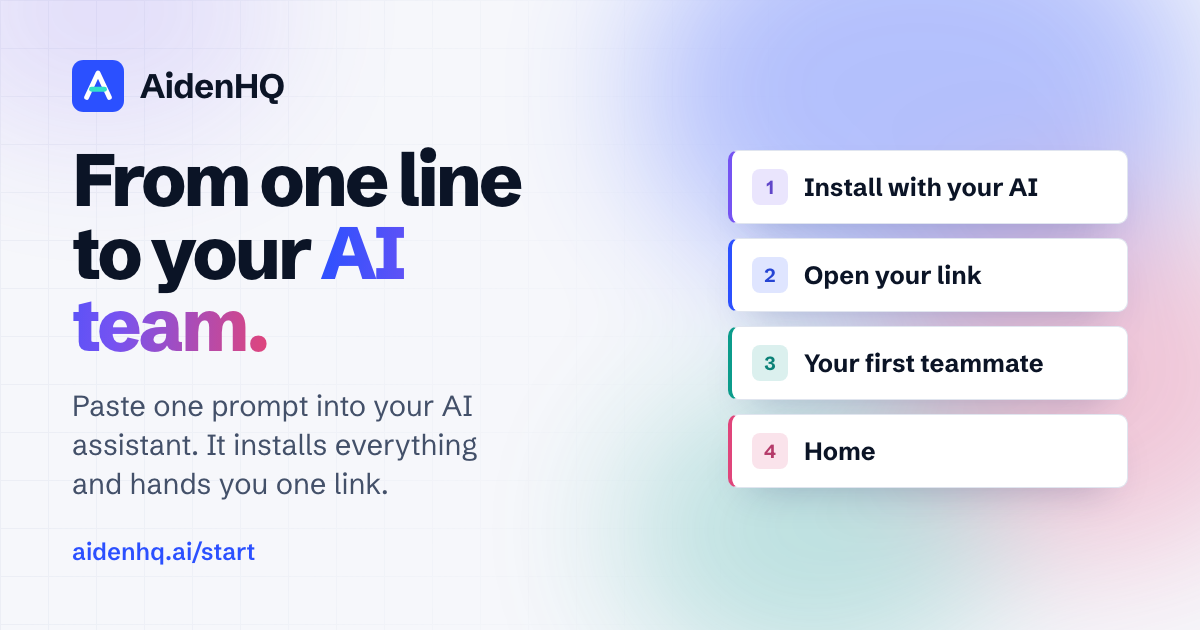 AidenHQ
From one line
to your AI
team.
Paste one prompt into your AI
assistant. It installs everything
and hands you one link.
aidenhq.ai/start
1 Install with your AI
2 Open your link
3 Your first teammate
4 Home